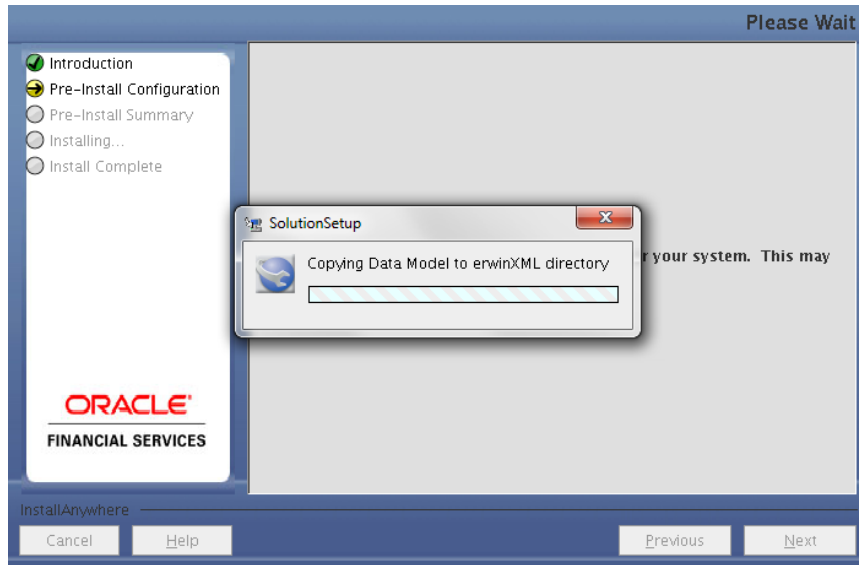 Please Wait
Introduction
Pre-Install Configuration
Pre-Install Summary
Installing...
Install Complete
SolutionSetup
Copying Data Model to erwinXML directory
r your system. This may
ORACLE'
FINANCIAL SERVICES
InstallAnywhere
Cancel
Help
Previous
Next